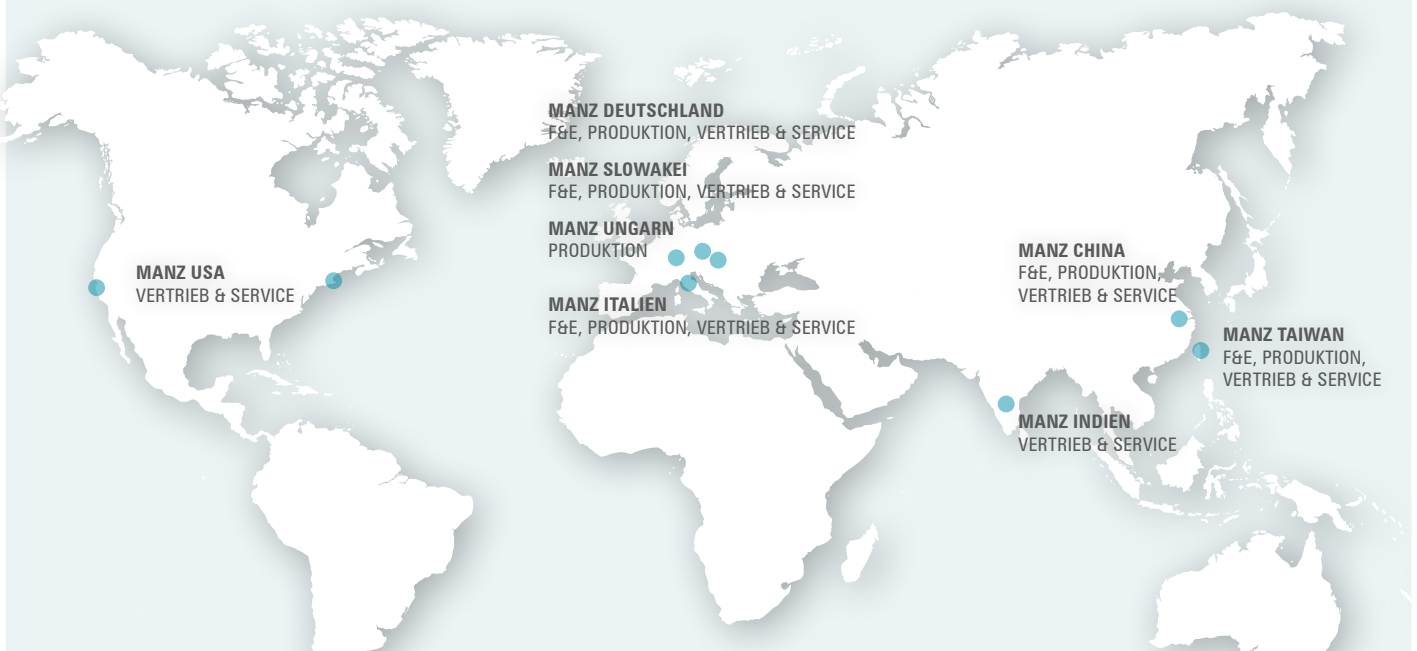 MANZ DEUTSCHLAND
F&E, PRODUKTION, VERTRIEB & SERVICE
MANZ SLOWAKEI
F&E, PRODUKTION, VERTRIEB & SERVICE
MANZ UNGARN
PRODUKTION
MANZ ITALIEN
F&E, PRODUKTION, VERTRIEB & SERVICE
MANZ USA
VERTRIEB & SERVICE
MANZ CHINA
F&E, PRODUKTION,
VERTRIEB & SERVICE
MANZ TAIWAN
F&E, PRODUKTION,
VERTRIEB & SERVICE
MANZ INDIEN
VERTRIEB & SERVICE